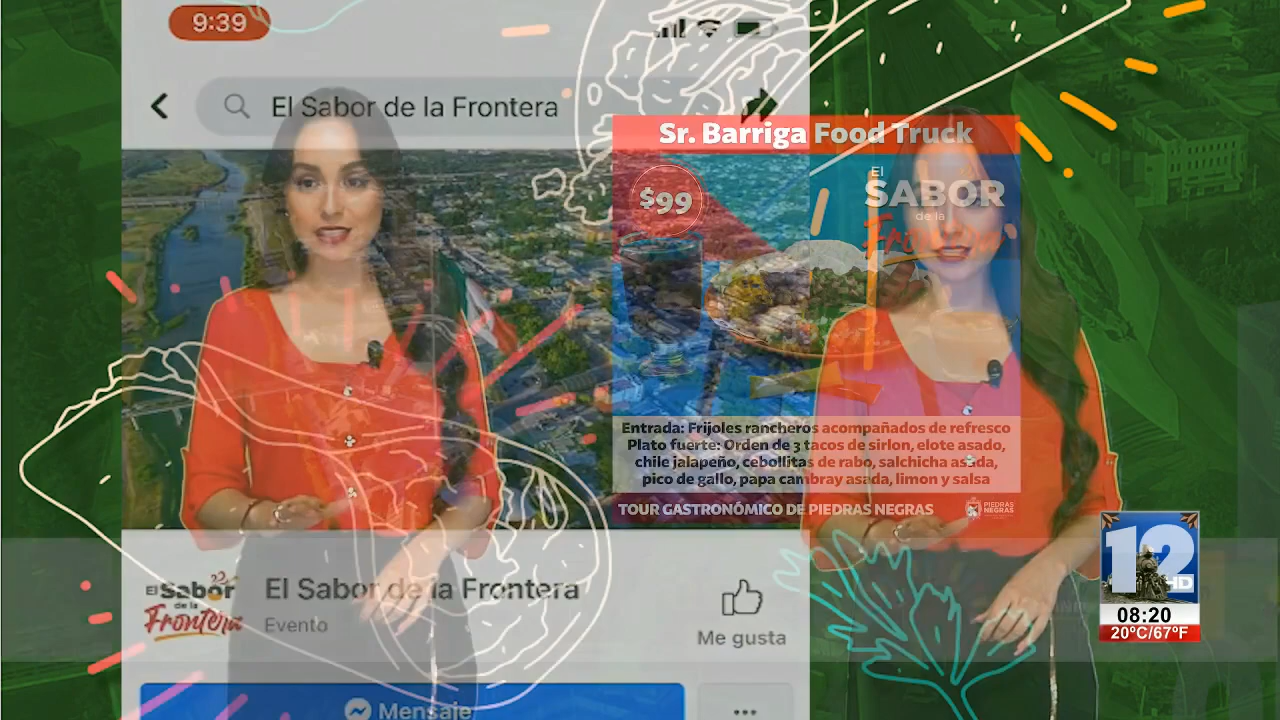 9:39
El Sabor de la Frontera
Sr. Barriga Food Truck
$99
El
SABOR
de la
Frontera
Entrada: Frijoles rancheros acompañados de refresco
Plato fuerte: Orden de 3 tacos de sirlon, elote asado,
chile jalapeño, cebollitas de rabo, salchicha asada,
pico de gallo, papa cambray asada, limon y salsa
TOUR GASTRONÓMICO DE PIEDRAS NEGRAS
PIEDRAS
NEGRAS
El Sabor
de la
Frontera
El Sabor de la Frontera
Evento
Me gusta
Mensaje
12
HD
08:20
20ºC/67ºF